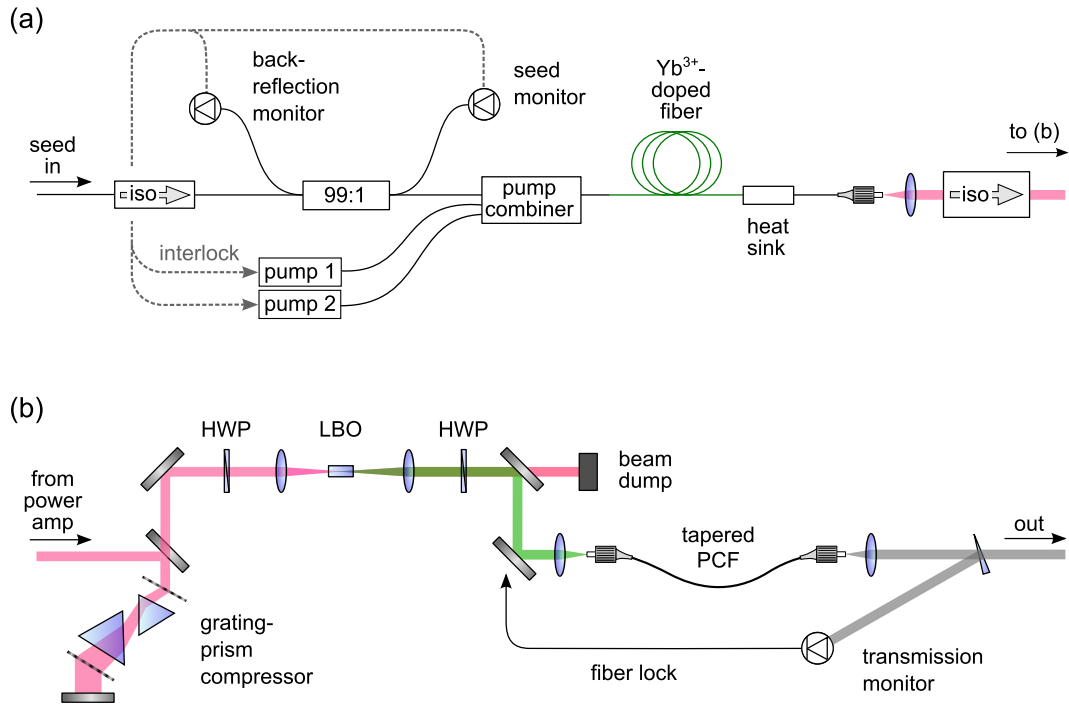 (a)
back-
reflection
monitor
seed
monitor
Yb³⁺-
doped
fiber
to (b)
seed
in
iso
99:1
pump
combiner
iso
heat
sink
interlock
pump 1
pump 2
(b)
HWP
LBO
HWP
from
power
amp
beam
dump
tapered
PCF
out
grating-
prism
compressor
fiber lock
transmission
monitor